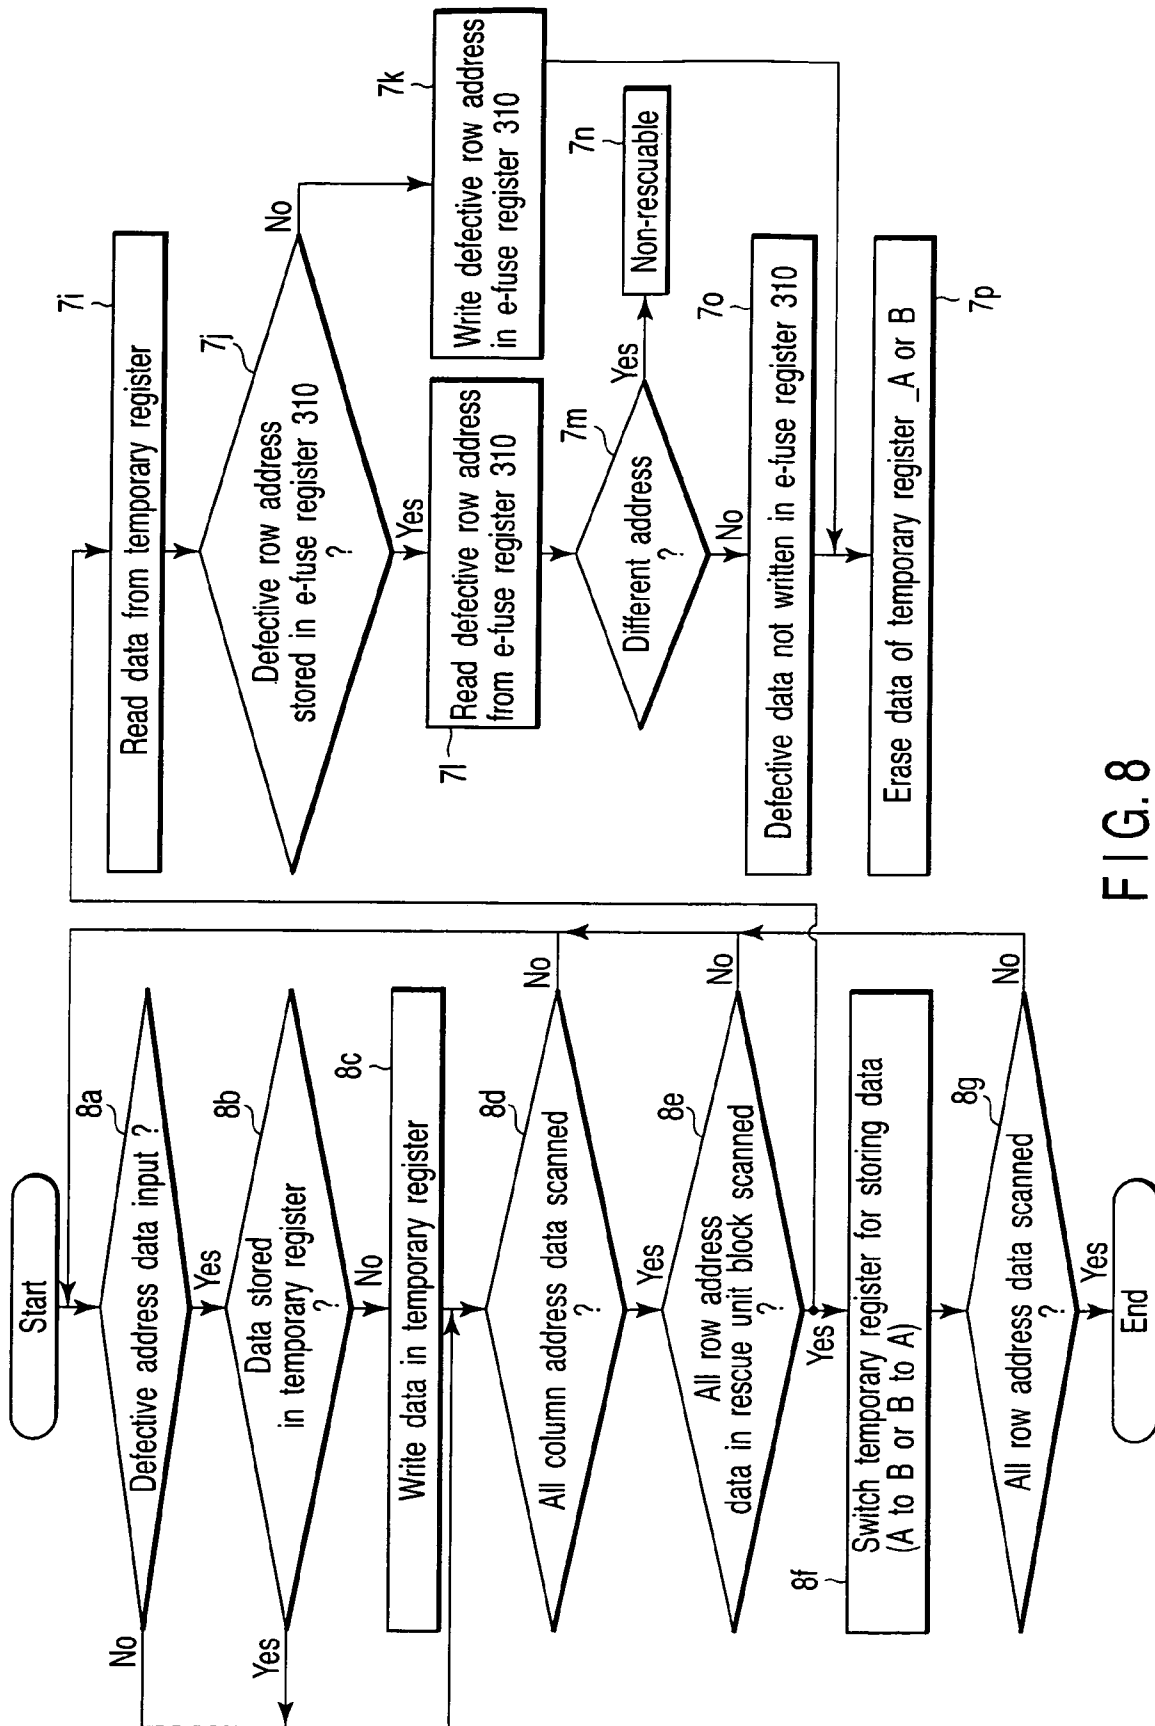 Start
8a
Defective address data input ?
No
Yes
8b
Data stored
in temporary register
?
Yes
No
8c
Write data in temporary register
8d
All column address data scanned
?
No
Yes
8e
All row address
data in rescue unit block scanned
?
No
Yes
8f
Switch temporary register for storing data
(A to B or B to A)
8g
All row address data scanned
?
No
Yes
End
7i
Read data from temporary register
7j
Defective row address
stored in e-fuse register 310
?
No
Yes
7k
Write defective row address
in e-fuse register 310
7l
Read defective row address
from e-fuse register 310
7m
Different address
?
Yes
No
7n
Non-rescuable
7o
Defective data not written in e-fuse register 310
Erase data of temporary register _A or B
7p
FIG. 8